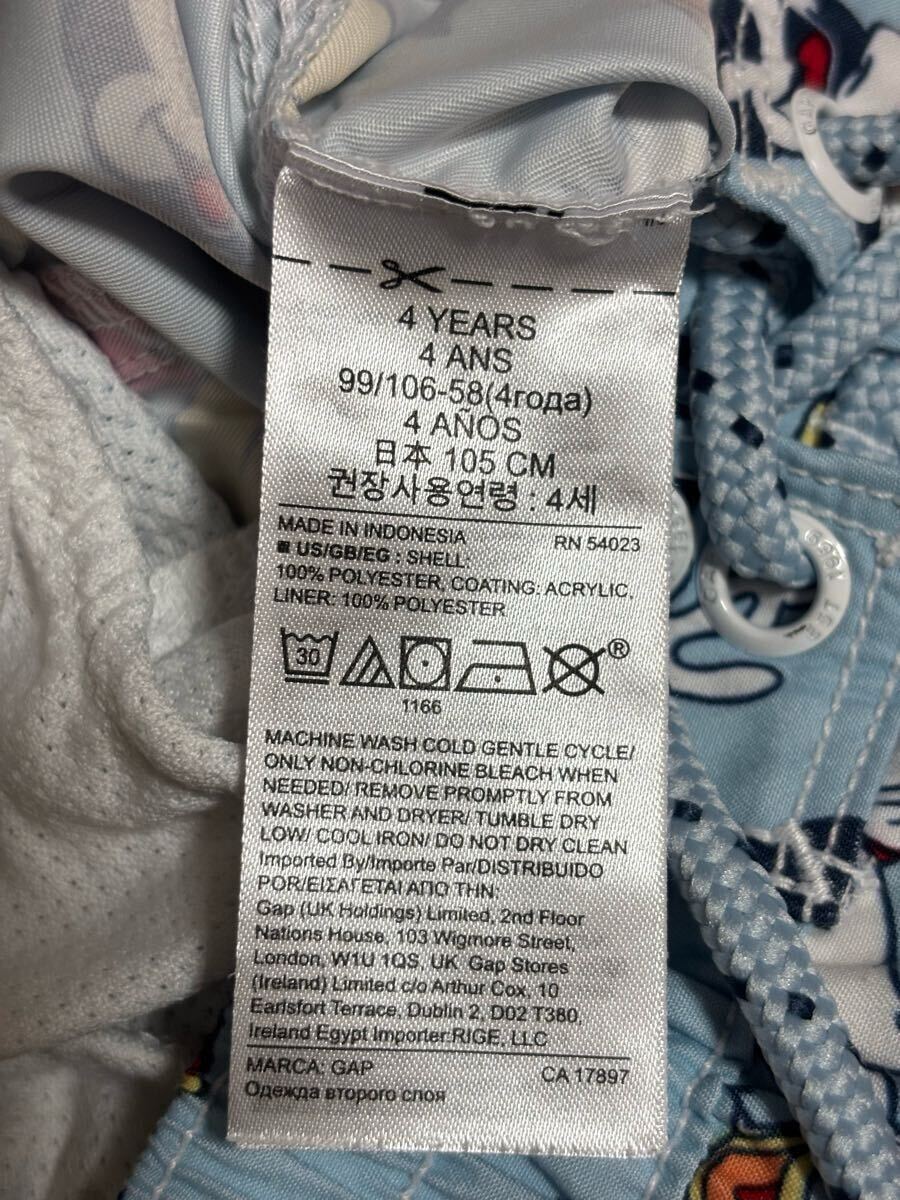 4 YEARS
4 ANS
99/106-58(4года)
4 AÑOS
日本 105 CM
권장사용연령 : 4세
MADE IN INDONESIA RN 54023
■ US/GB/EG : SHELL:
100% POLYESTER, COATING: ACRYLIC,
LINER: 100% POLYESTER
30
®
1166
MACHINE WASH COLD GENTLE CYCLE/
ONLY NON-CHLORINE BLEACH WHEN
NEEDED/ REMOVE PROMPTLY FROM
WASHER AND DRYER/ TUMBLE DRY
LOW/ COOL IRON/ DO NOT DRY CLEAN
Imported By/Importe Par/DISTRIBUIDO
POR/ΕΙΣΑΓΕΤΑΙ ΑΠΟ ΤΗΝ:
Gap (UK Holdings) Limited, 2nd Floor
Nations House, 103 Wigmore Street,
London, W1U 1QS, UK Gap Stores
(Ireland) Limited c/o Arthur Cox, 10
Earlsfort Terrace, Dublin 2, D02 T380,
Ireland Egypt Importer:RIGE, LLC
MARCA: GAP CA 17897
Одежда второго слоя